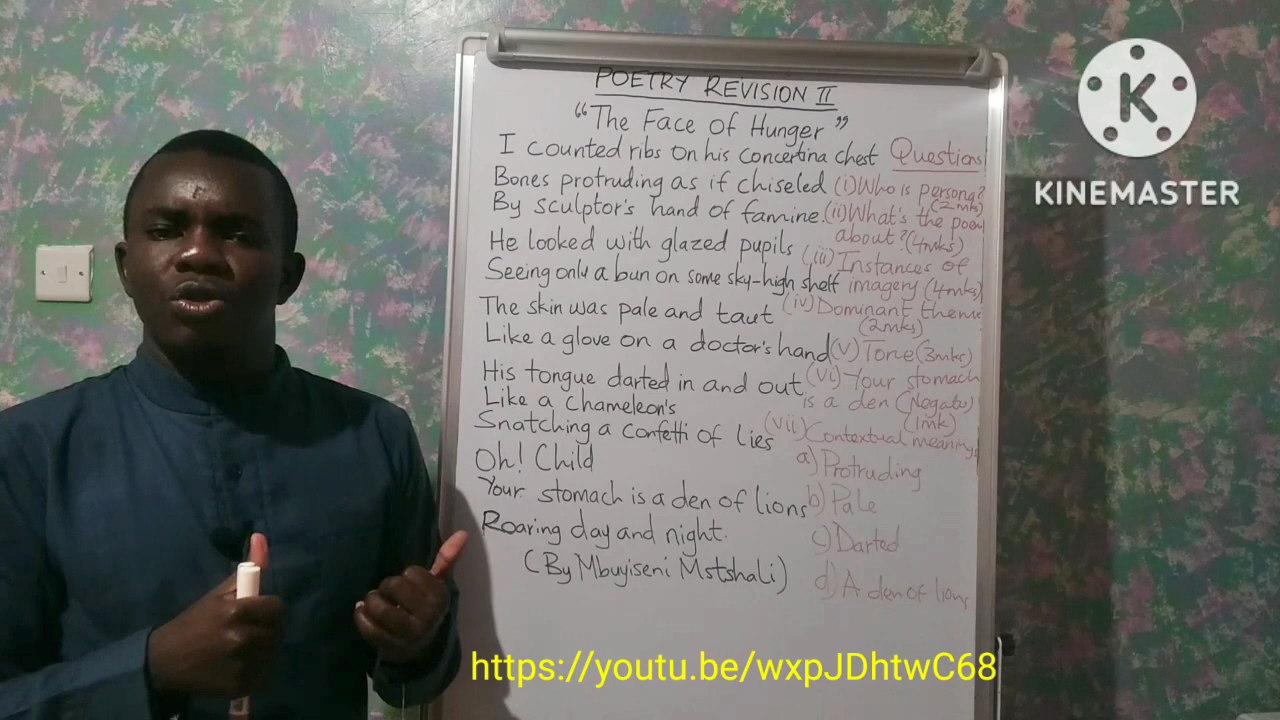 POETRY REVISION II
"The Face of Hunger"
I counted ribs on his concertina chest
Bones protruding as if chiseled
By sculptor's hand of famine.
He looked with glazed pupils
Seeing only a bun on some sky-high shelf
The skin was pale and taut
Like a glove on a doctor's hand
His tongue darted in and out
Like a Chameleon's
Snatching a confetti of lies
Oh! Child
Your stomach is a den of lions
Roaring day and night.
(By Mbuyiseni Mstshali)
Questions
(i) Who is persona?
(2mks)
(ii) What's the poem
about? (4mks)
(iii) Instances of
imagery (4mks)
(iv) Dominant theme
(2mks)
(v) Tone (3mks)
(vi) Your stomach
is a den (Negate)
(1mk)
(vii) Contextual meaning
a) Protruding
b) Pale
c) Darted
d) A den of lions
K
KINEMASTER
https://youtu.be/wxpJDhtwC68